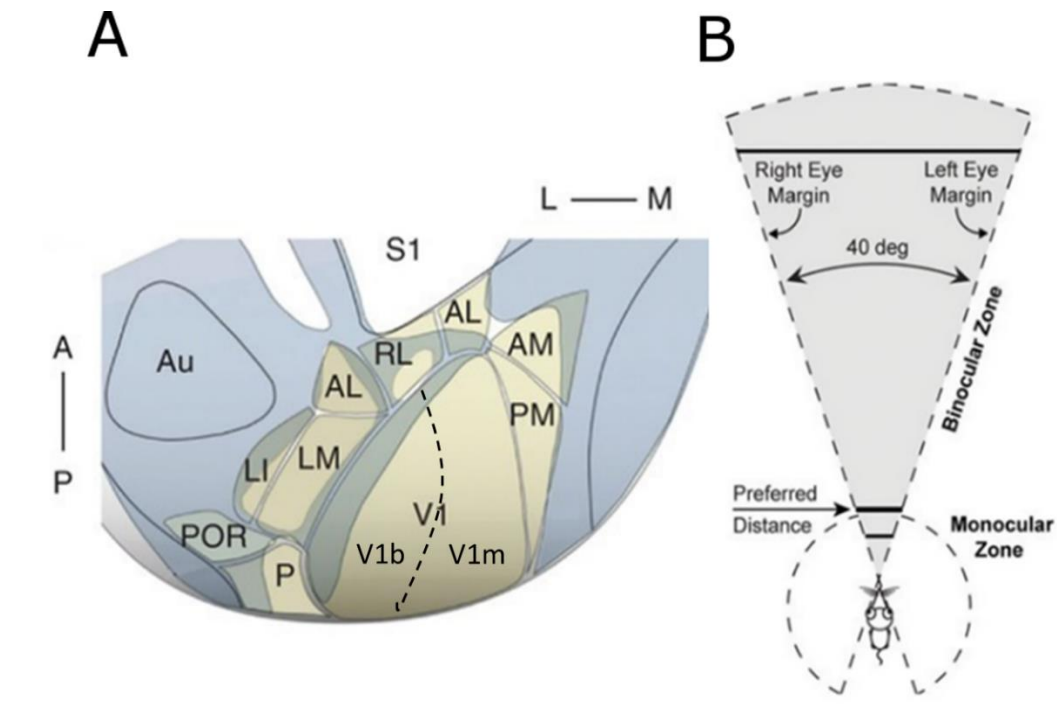 A
B
L M
S1
A
P
Au
AL
RL
AL
AM
PM
LI
LM
V1
V1b
V1m
POR
P
Right Eye
Margin
Left Eye
Margin
40 deg
Binocular Zone
Preferred
Distance
Monocular
Zone